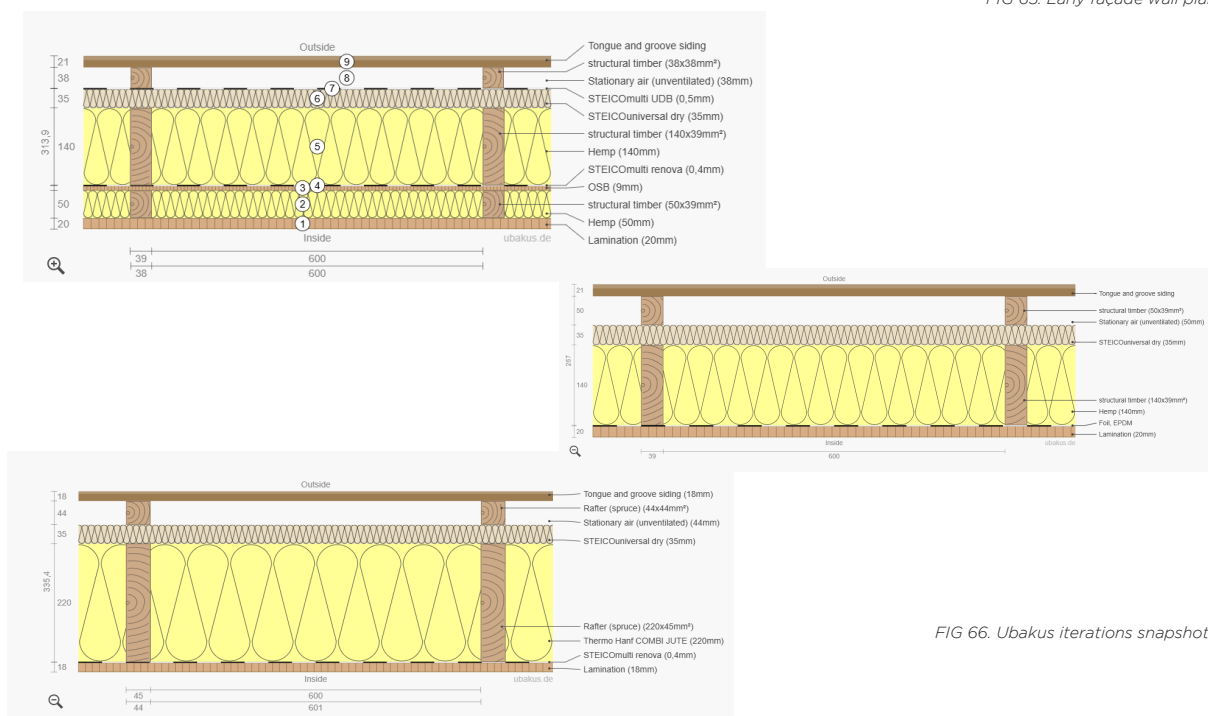 FIG 65. Early façade wall plan
Outside
21
38
35
313,9
140
50
20
9
8
7
6
5
4
3
2
1
Tongue and groove siding
structural timber (38x38mm²)
Stationary air (unventilated) (38mm)
STEICOmulti UDB (0,5mm)
STEICOuniversal dry (35mm)
structural timber (140x39mm²)
Hemp (140mm)
STEICOmulti renova (0,4mm)
OSB (9mm)
structural timber (50x39mm²)
Hemp (50mm)
Lamination (20mm)
Inside
ubakus.de
39 600
38 600
Outside
21
50
35
267
140
20
Tongue and groove siding
structural timber (50x39mm²)
Stationary air (unventilated) (50mm)
STEICOuniversal dry (35mm)
structural timber (140x39mm²)
Hemp (140mm)
Foil, EPDM
Lamination (20mm)
Inside
ubakus.de
39 600
Outside
18
44
35
335,4
220
18
Tongue and groove siding (18mm)
Rafter (spruce) (44x44mm²)
Stationary air (unventilated) (44mm)
STEICOuniversal dry (35mm)
Rafter (spruce) (220x45mm²)
Thermo Hanf COMBI JUTE (220mm)
STEICOmulti renova (0,4mm)
Lamination (18mm)
Inside
ubakus.de
45 600
44 601
FIG 66. Ubakus iterations snapshot